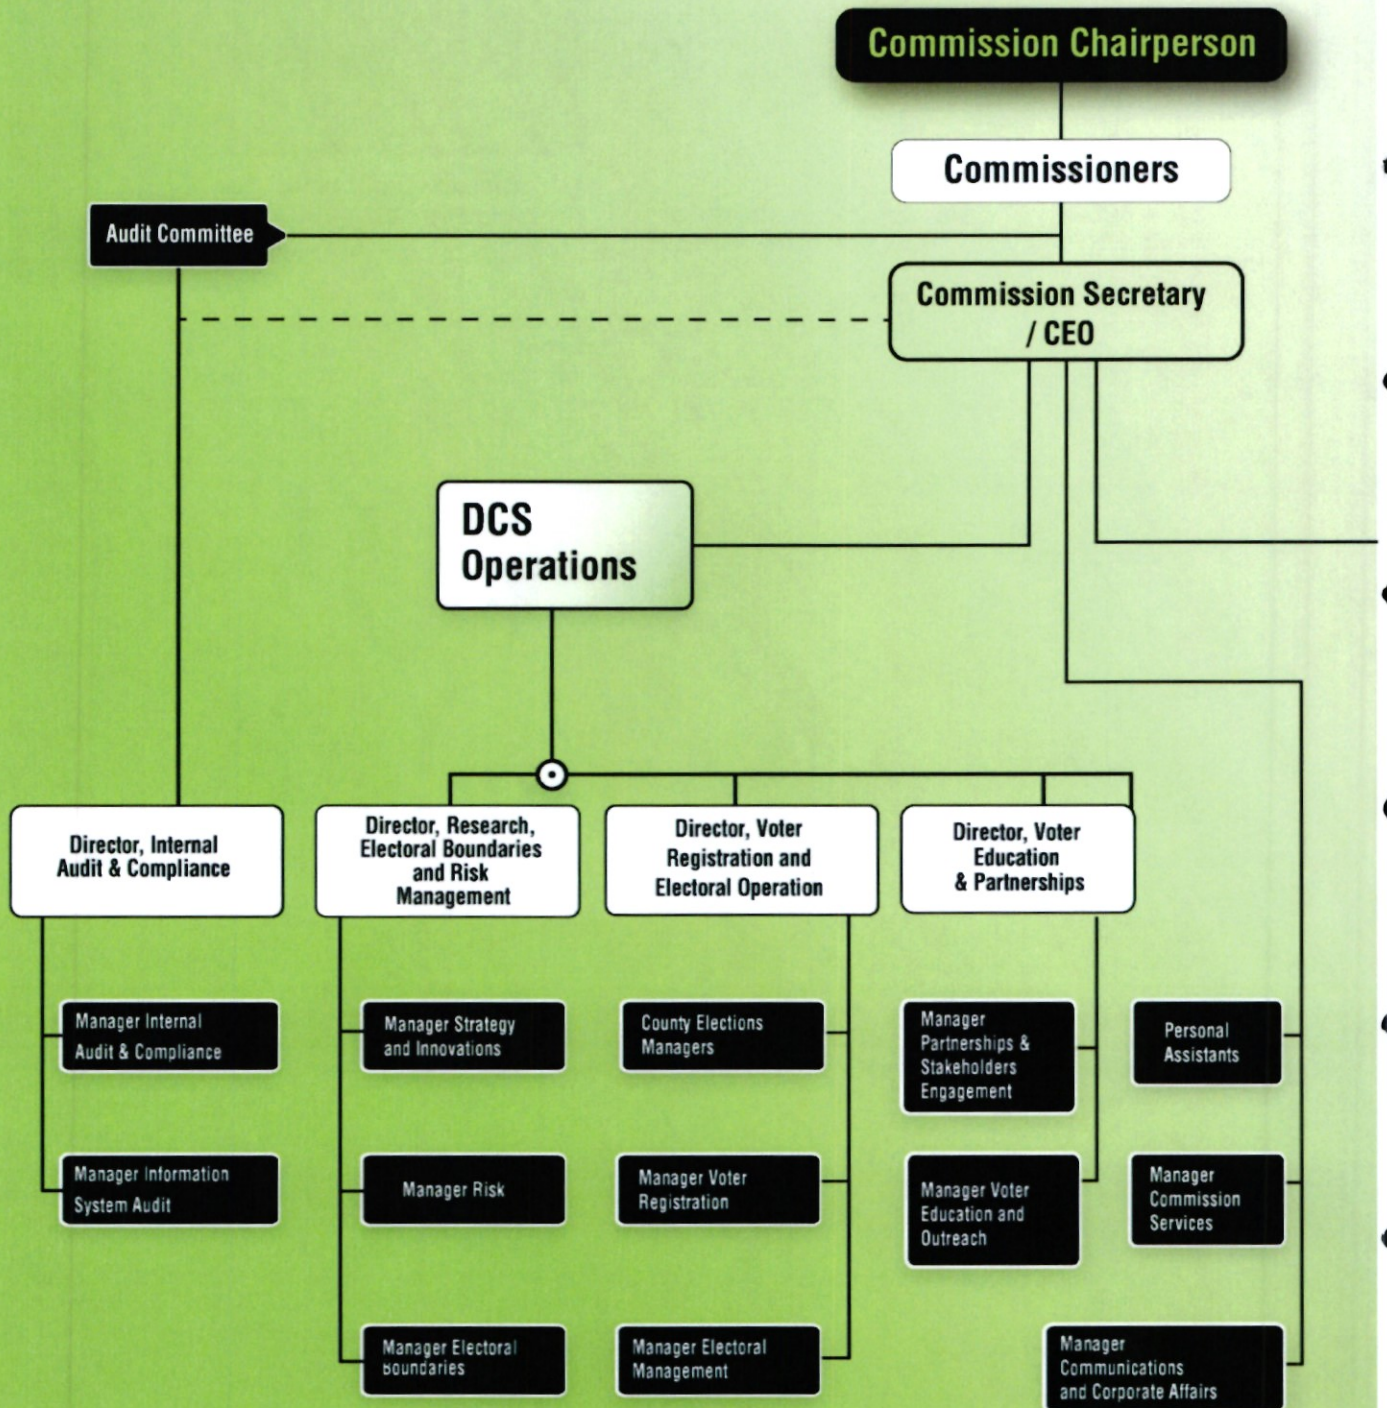 Commission Chairperson
Commissioners
Audit Committee
Commission Secretary
/ CEO
DCS
Operations
Director, Internal
Audit & Compliance
Director, Research,
Electoral Boundaries
and Risk
Management
Director, Voter
Registration and
Electoral Operation
Director, Voter
Education
& Partnerships
Manager Internal
Audit & Compliance
Manager Strategy
and Innovations
County Elections
Managers
Manager
Partnerships &
Stakeholders
Engagement
Personal
Assistants
Manager Information
System Audit
Manager Risk
Manager Voter
Registration
Manager Voter
Education and
Outreach
Manager
Commission
Services
Manager Electoral
Boundaries
Manager Electoral
Management
Manager
Communications
and Corporate Affairs